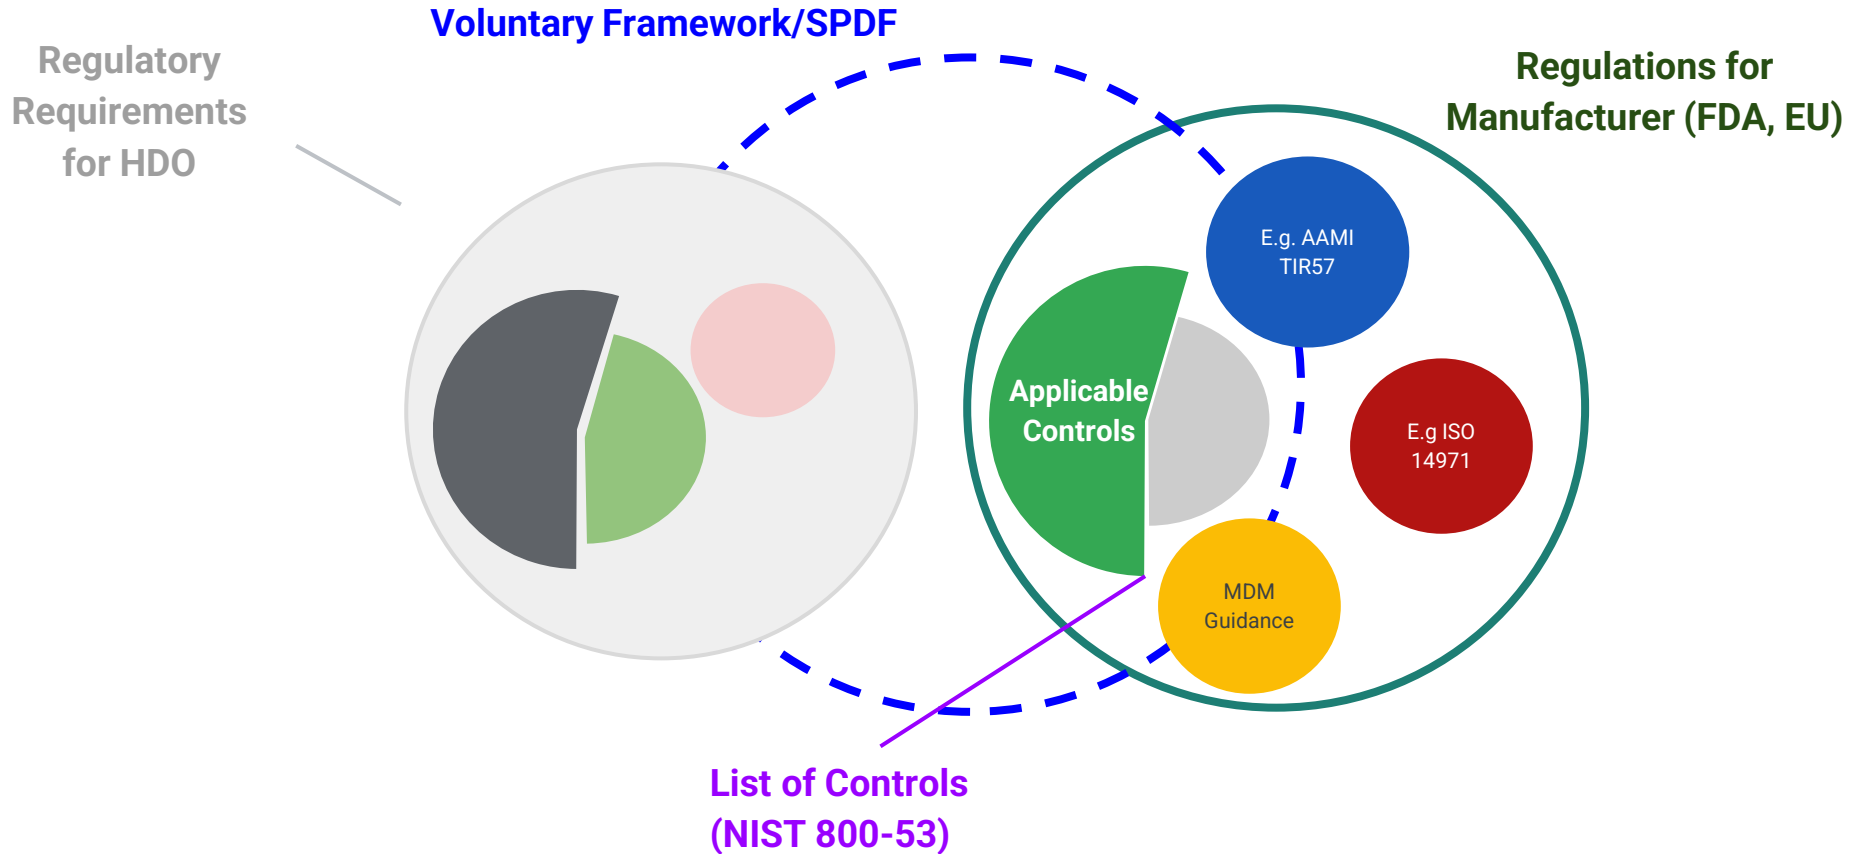 Voluntary Framework/SPDF
Regulatory
Requirements
for HDO
Regulations for
Manufacturer (FDA, EU)
E.g. AAMI
TIR57
Applicable
Controls
E.g ISO
14971
MDM
Guidance
List of Controls
(NIST 800-53)